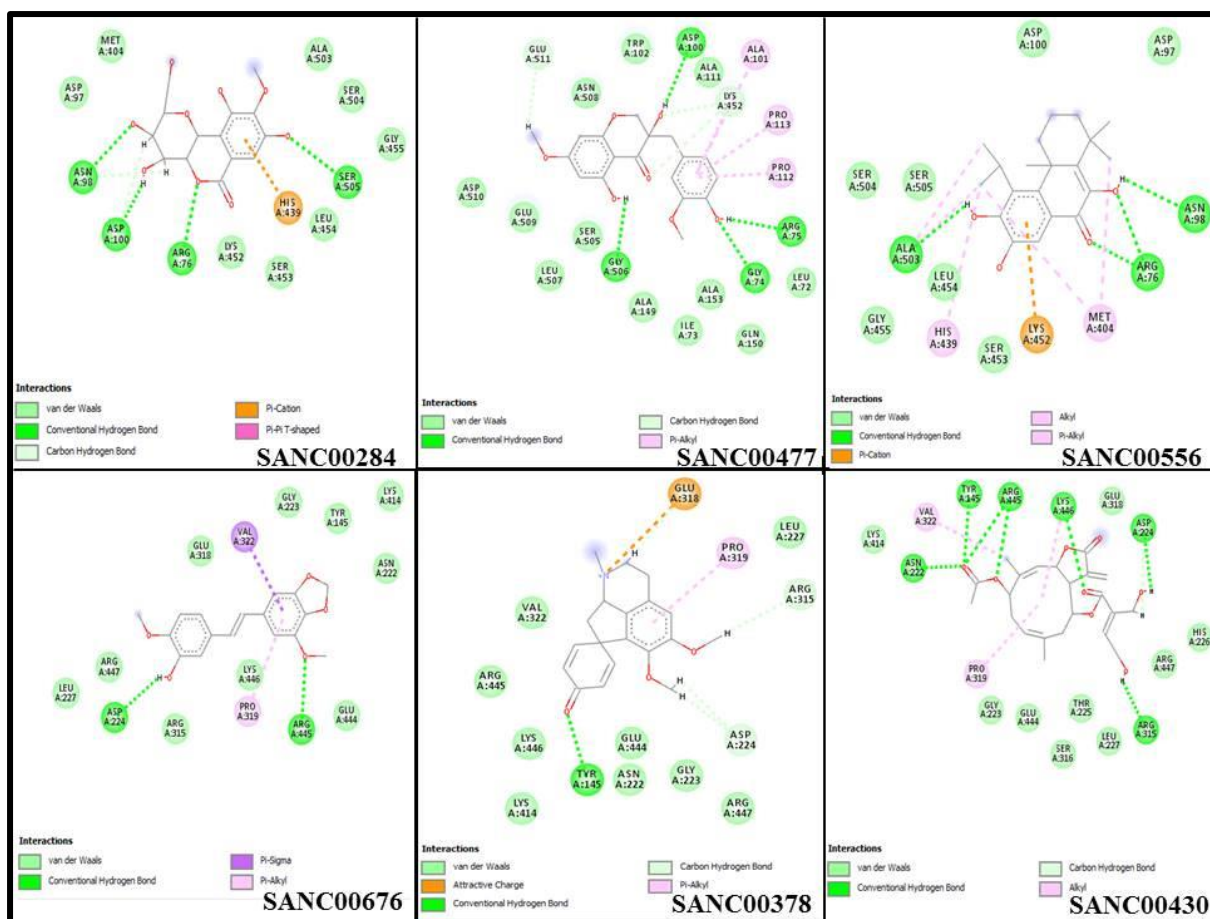 MET
A:404
ALA
A:503
ASP
A:97
SER
A:504
GLY
A:455
ASN
A:98
SER
A:505
HIS
A:439
ASP
A:100
LEU
A:454
ARG
A:76
LYS
A:452
SER
A:453
Interactions
van der Waals
Conventional Hydrogen Bond
Carbon Hydrogen Bond
Pi-Cation
Pi-Pi T-shaped
SANC00284
GLU
A:511
TRP
A:102
ASP
A:100
ALA
A:101
ALA
A:111
ASN
A:508
LYS
A:452
PRO
A:113
PRO
A:112
ASP
A:510
GLU
A:509
SER
A:505
ARG
A:75
LEU
A:507
GLY
A:506
GLY
A:74
LEU
A:72
ALA
A:149
ALA
A:153
ILE
A:73
GLN
A:150
H
O
H
O
O
O
H
O
O
O
H
Interactions
van der Waals
Conventional Hydrogen Bond
Carbon Hydrogen Bond
Pi-Alkyl
SANC00477
ASP
A:100
ASP
A:97
SER
A:504
SER
A:505
ASN
A:98
ALA
A:503
ARG
A:76
LEU
A:454
GLY
A:455
HIS
A:439
SER
A:453
LYS
A:452
MET
A:404
Interactions
van der Waals
Conventional Hydrogen Bond
Pi-Cation
Alkyl
Pi-Alkyl
SANC00556
GLY
A:223
LYS
A:414
TYR
A:145
VAL
A:322
GLU
A:318
ASN
A:222
ARG
A:447
LEU
A:227
LYS
A:446
ASP
A:224
ARG
A:315
PRO
A:319
ARG
A:445
GLU
A:444
Interactions
van der Waals
Conventional Hydrogen Bond
Pi-Sigma
Pi-Alkyl
SANC00676
GLU
A:318
LEU
A:227
PRO
A:319
ARG
A:315
VAL
A:322
ARG
A:445
LYS
A:446
GLU
A:444
ASP
A:224
TYR
A:145
ASN
A:222
GLY
A:223
LYS
A:414
ARG
A:447
Interactions
van der Waals
Attractive Charge
Conventional Hydrogen Bond
Carbon Hydrogen Bond
Pi-Alkyl
SANC00378
TYR
A:145
ARG
A:445
LYS
A:446
GLU
A:318
VAL
A:322
ASP
A:224
LYS
A:414
ASN
A:222
HIS
A:226
ARG
A:447
PRO
A:319
GLY
A:223
GLU
A:444
THR
A:225
SER
A:316
LEU
A:227
ARG
A:315
Interactions
van der Waals
Conventional Hydrogen Bond
Carbon Hydrogen Bond
Alkyl
SANC00430